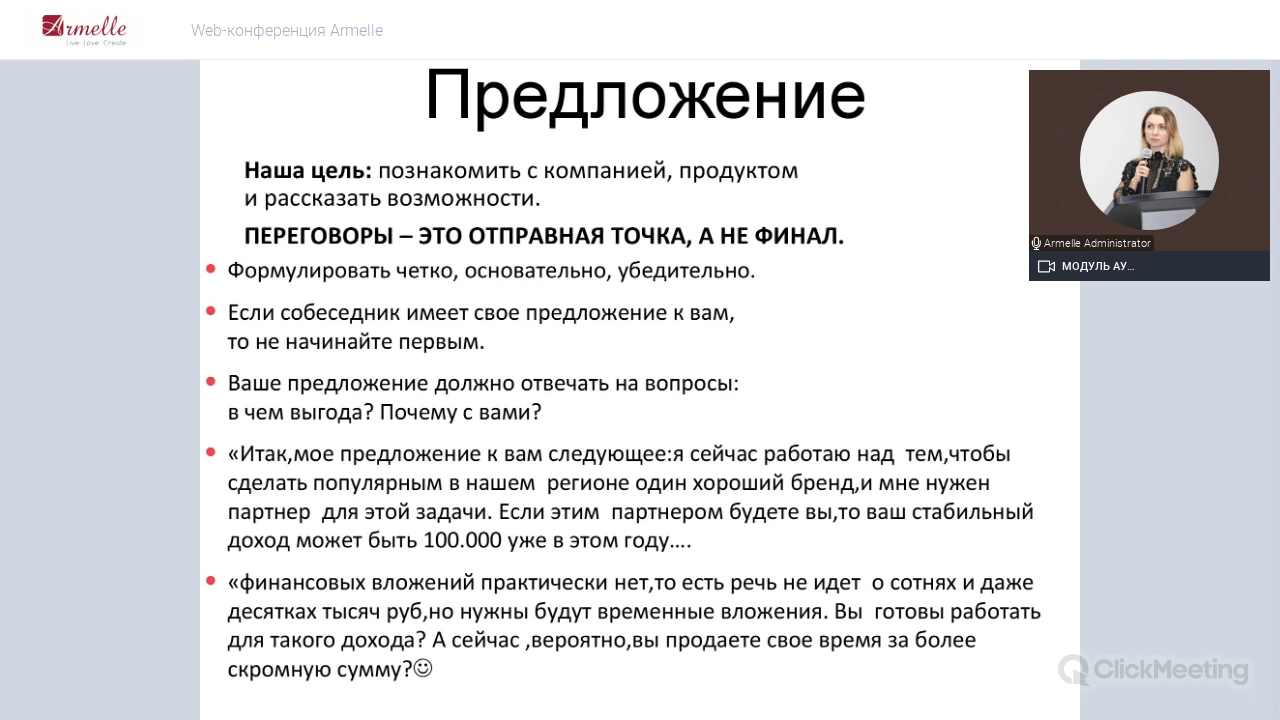 Armelle
Live Love Create
Web-конференция Armelle
Предложение
Наша цель: познакомить с компанией, продуктом
и рассказать возможности.
ПЕРЕГОВОРЫ – ЭТО ОТПРАВНАЯ ТОЧКА, А НЕ ФИНАЛ.
• Формулировать четко, основательно, убедительно.
• Если собеседник имеет свое предложение к вам,
то не начинайте первым.
• Ваше предложение должно отвечать на вопросы:
в чем выгода? Почему с вами?
• «Итак,мое предложение к вам следующее:я сейчас работаю над  тем,чтобы
сделать популярным в нашем  регионе один хороший бренд,и мне нужен
партнер  для этой задачи. Если этим  партнером будете вы,то ваш стабильный
доход может быть 100.000 уже в этом году….
• «финансовых вложений практически нет,то есть речь не идет  о сотнях и даже
десятках тысяч руб,но нужны будут временные вложения. Вы  готовы работать
для такого дохода? А сейчас ,вероятно,вы продаете свое время за более
скромную сумму?☺
Armelle Administrator
МОДУЛЬ АУ...
ClickMeeting